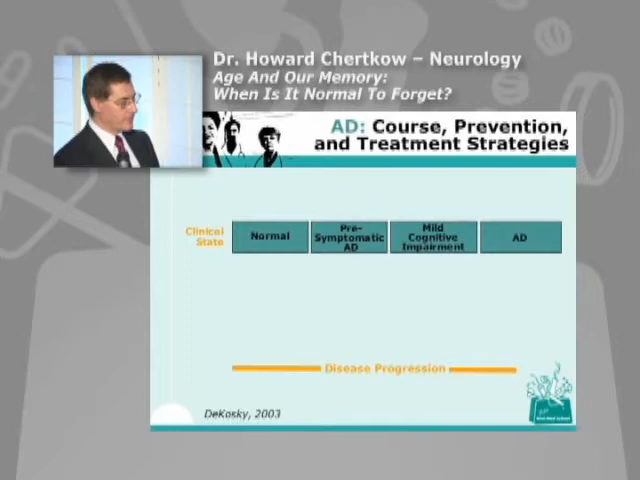 Dr. Howard Chertkow – Neurology
Age And Our Memory:
When Is It Normal To Forget?
AD: Course, Prevention,
and Treatment Strategies
Clinical
State
Normal
Pre-
Symptomatic
AD
Mild
Cognitive
Impairment
AD
Disease Progression
DeKosky, 2003